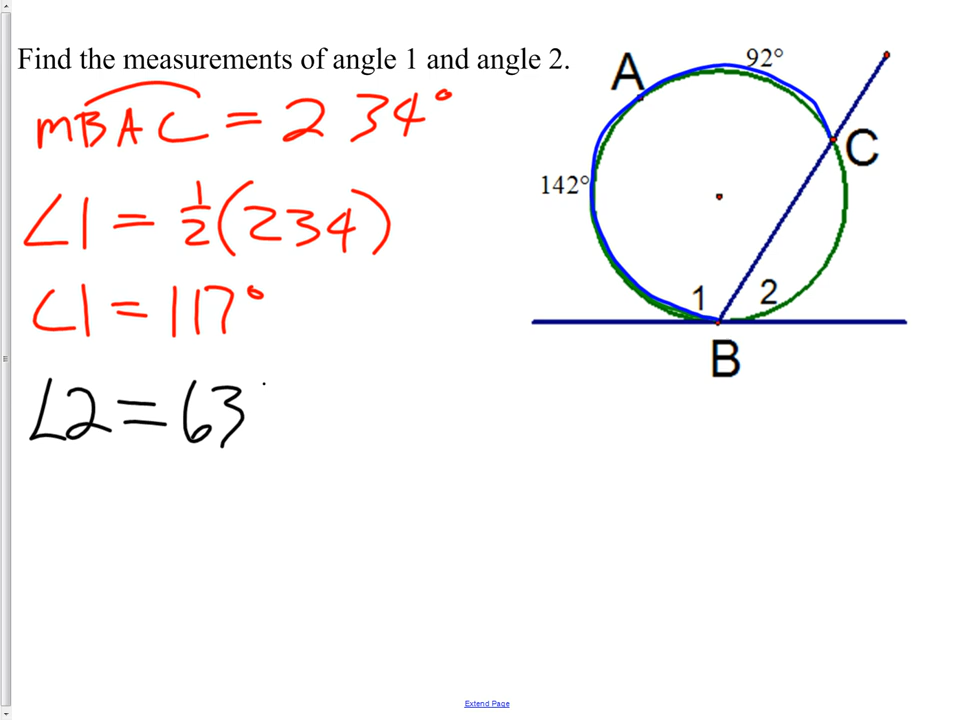 Find the measurements of angle 1 and angle 2.
mBAC = 234°
∠1 = 1/2(234)
∠1 = 117°
∠2 = 63
A
92°
C
142°
1
2
B
Extend Page